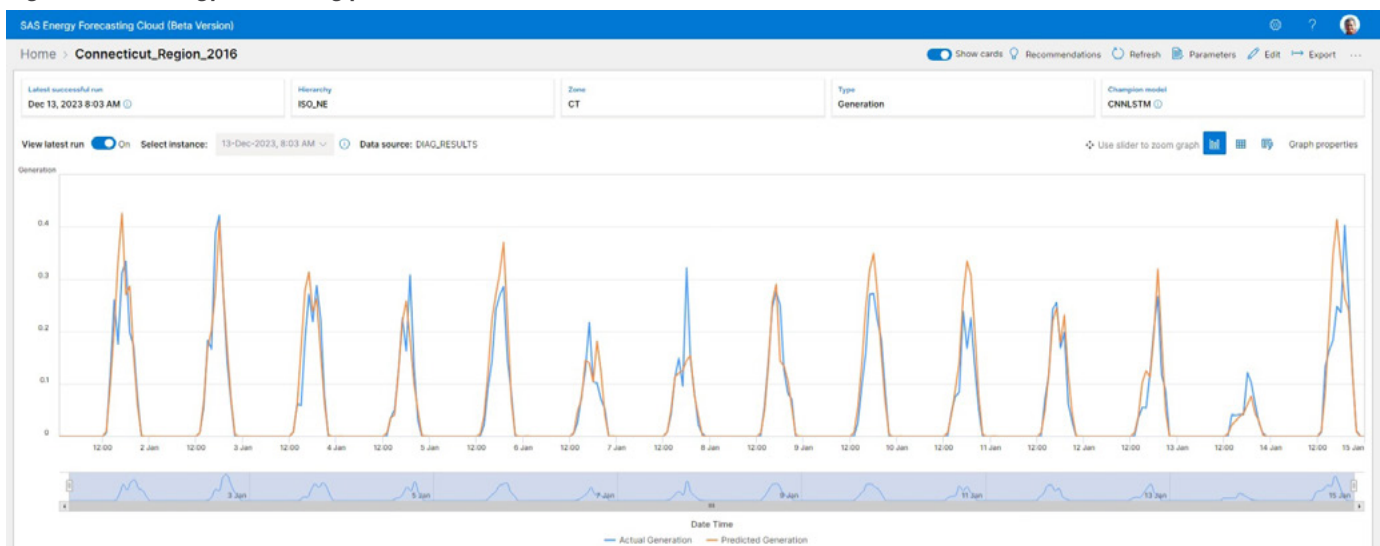 SAS Energy Forecasting Cloud (Beta Version)
?
Home > Connecticut_Region_2016
Show cards Recommendations Refresh Parameters Edit Export ...
Latest successful run Hierarchy Zone Type Champion model
Dec 13, 2023 8:03 AM ISO_NE CT Generation CNNLSTM
View latest run On Select instance: 13-Dec-2023, 8:03 AM Data source: DIAG_RESULTS Use slider to zoom graph Graph properties
Generation
0.4
0.3
0.2
0.1
0
12:00 2 Jan 12:00 3 Jan 12:00 4 Jan 12:00 5 Jan 12:00 6 Jan 12:00 7 Jan 12:00 8 Jan 12:00 9 Jan 12:00 10 Jan 12:00 11 Jan 12:00 12 Jan 12:00 13 Jan 12:00 14 Jan 12:00 15 Jan
3 Jan 5 Jan 7 Jan 9 Jan 11 Jan 13 Jan 15 Jan
Date Time
Actual Generation Predicted Generation